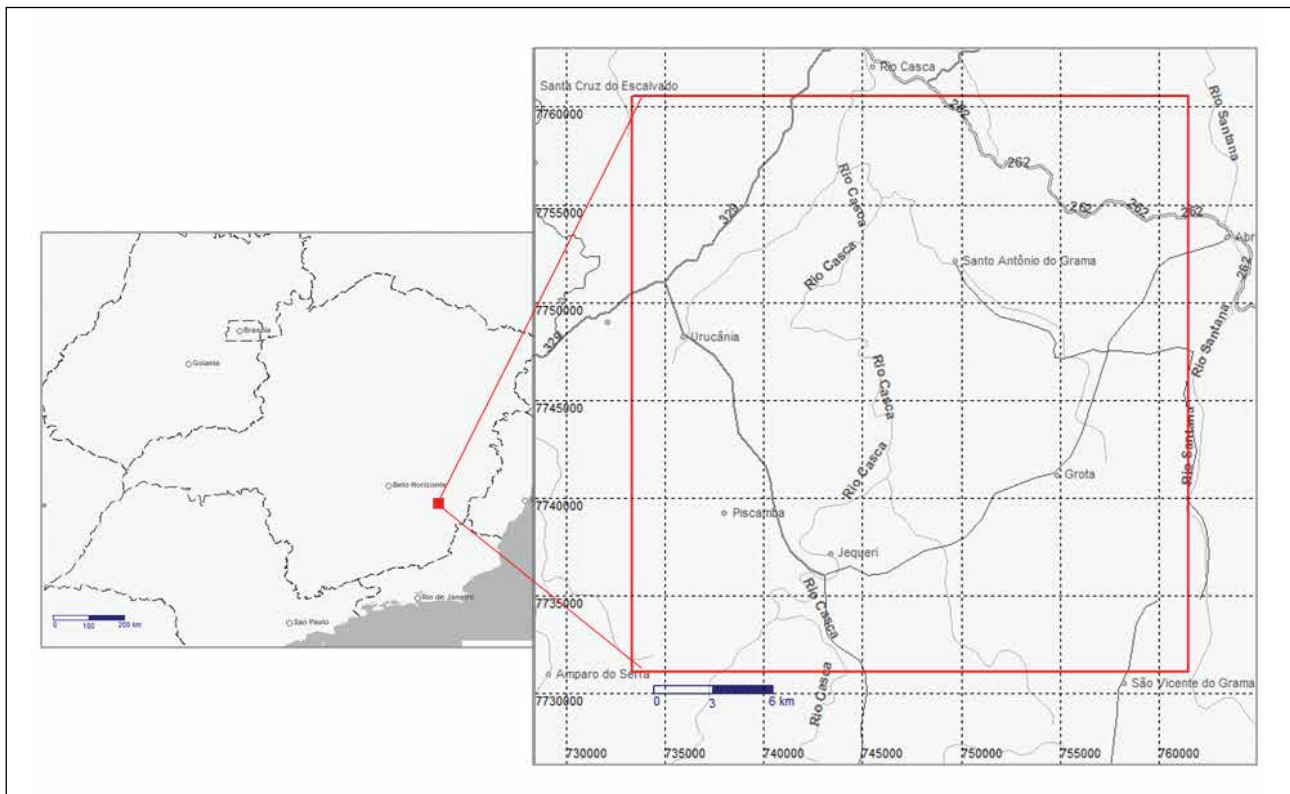 Brasília
Goiania
Belo Horizonte
Rio de Janeiro
Sao Paulo
0 100 200 km
Rio Casca
Santa Cruz do Escalvado
7760000
262
Rio Santana
262
Rio Casca
7755000
329
262
262
262
Abr
Rio Casca
Santo Antônio do Grama
262
7750000
329
Urucânia
Rio Santana
Rio Casca
7745000
Rio Santana
Rio Casca
Grota
7740000
Piscamba
Jequeri
7735000
Rio Casca
Amparo do Serra
Rio Casca
São Vicente do Grama
7730000
0 3 6 km
730000 735000 740000 745000 750000 755000 760000